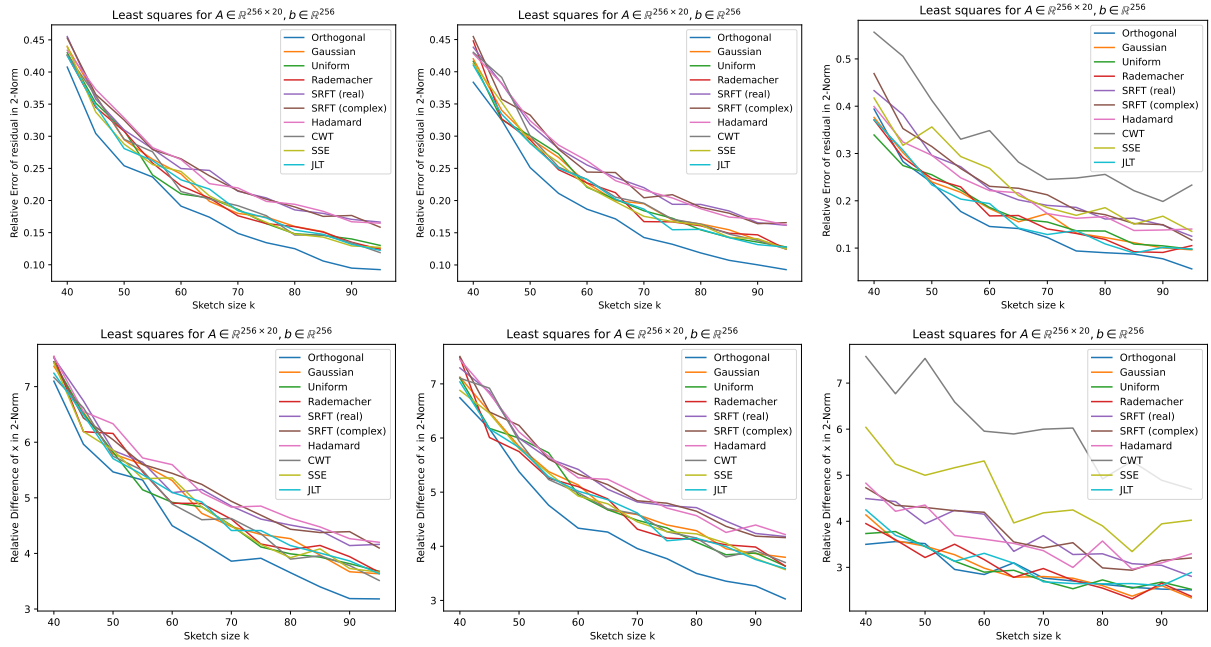 Least squares for A ∈ ℝ^{256 × 20}, b ∈ ℝ^{256}
Relative Error of residual in 2-Norm
0.45
0.40
0.35
0.30
0.25
0.20
0.15
0.10
40
50
60
70
80
90
Sketch size k
Orthogonal
Gaussian
Uniform
Rademacher
SRFT (real)
SRFT (complex)
Hadamard
CWT
SSE
JLT
Least squares for A ∈ ℝ^{256 × 20}, b ∈ ℝ^{256}
Relative Error of residual in 2-Norm
0.45
0.40
0.35
0.30
0.25
0.20
0.15
0.10
40
50
60
70
80
90
Sketch size k
Orthogonal
Gaussian
Uniform
Rademacher
SRFT (real)
SRFT (complex)
Hadamard
CWT
SSE
JLT
Least squares for A ∈ ℝ^{256 × 20}, b ∈ ℝ^{256}
Relative Error of residual in 2-Norm
0.5
0.4
0.3
0.2
0.1
40
50
60
70
80
90
Sketch size k
Orthogonal
Gaussian
Uniform
Rademacher
SRFT (real)
SRFT (complex)
Hadamard
CWT
SSE
JLT
Least squares for A ∈ ℝ^{256 × 20}, b ∈ ℝ^{256}
Relative Difference of x in 2-Norm
7
6
5
4
3
40
50
60
70
80
90
Sketch size k
Orthogonal
Gaussian
Uniform
Rademacher
SRFT (real)
SRFT (complex)
Hadamard
CWT
SSE
JLT
Least squares for A ∈ ℝ^{256 × 20}, b ∈ ℝ^{256}
Relative Difference of x in 2-Norm
7
6
5
4
3
40
50
60
70
80
90
Sketch size k
Orthogonal
Gaussian
Uniform
Rademacher
SRFT (real)
SRFT (complex)
Hadamard
CWT
SSE
JLT
Least squares for A ∈ ℝ^{256 × 20}, b ∈ ℝ^{256}
Relative Difference of x in 2-Norm
7
6
5
4
3
40
50
60
70
80
90
Sketch size k
Orthogonal
Gaussian
Uniform
Rademacher
SRFT (real)
SRFT (complex)
Hadamard
CWT
SSE
JLT